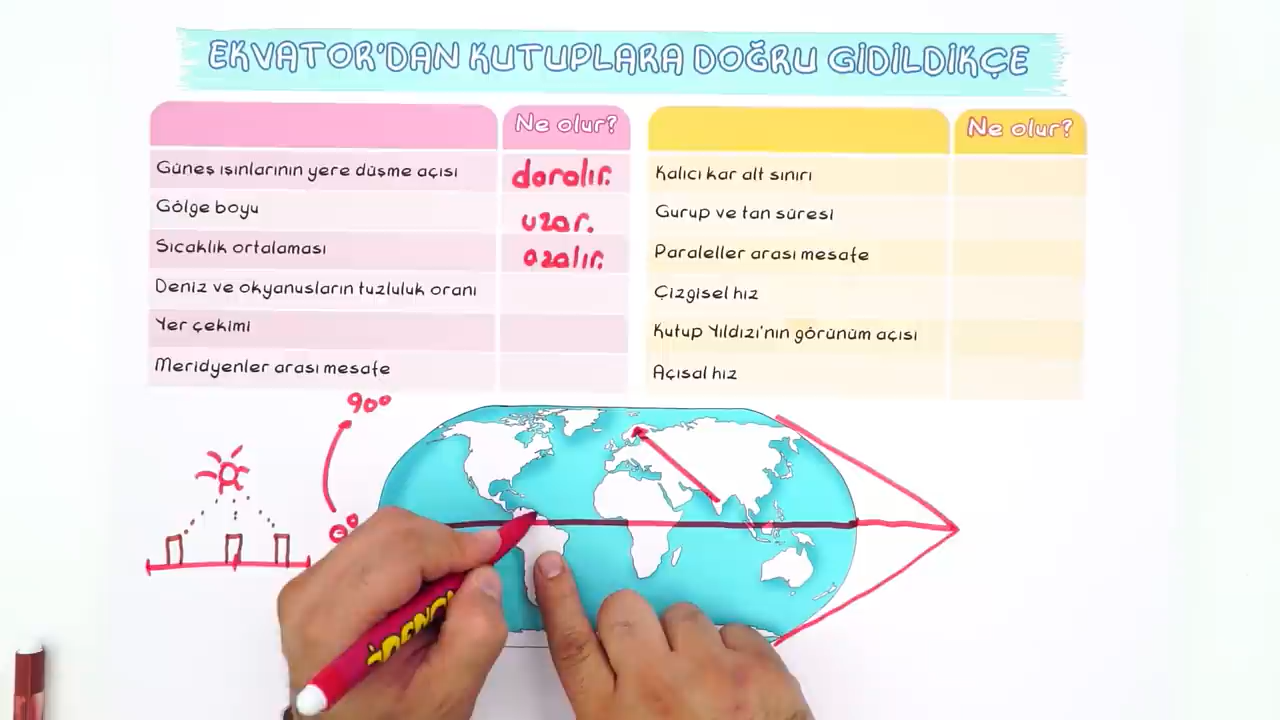 EKVATOR'DAN KUTUPLARA DOĞRU GİDİLDİKÇE
Ne olur?
Güneş ışınlarının yere düşme açısı
daralır.
Gölge boyu
uzar.
Sıcaklık ortalaması
azalır.
Deniz ve okyanusların tuzluluk oranı
Yer çekimi
Meridyenler arası mesafe
Ne olur?
Kalıcı kar alt sınırı
Gurup ve tan süresi
Paraleller arası mesafe
Çizgisel hız
Kutup Yıldızı'nın görünüm açısı
Açısal hız
90°
0°